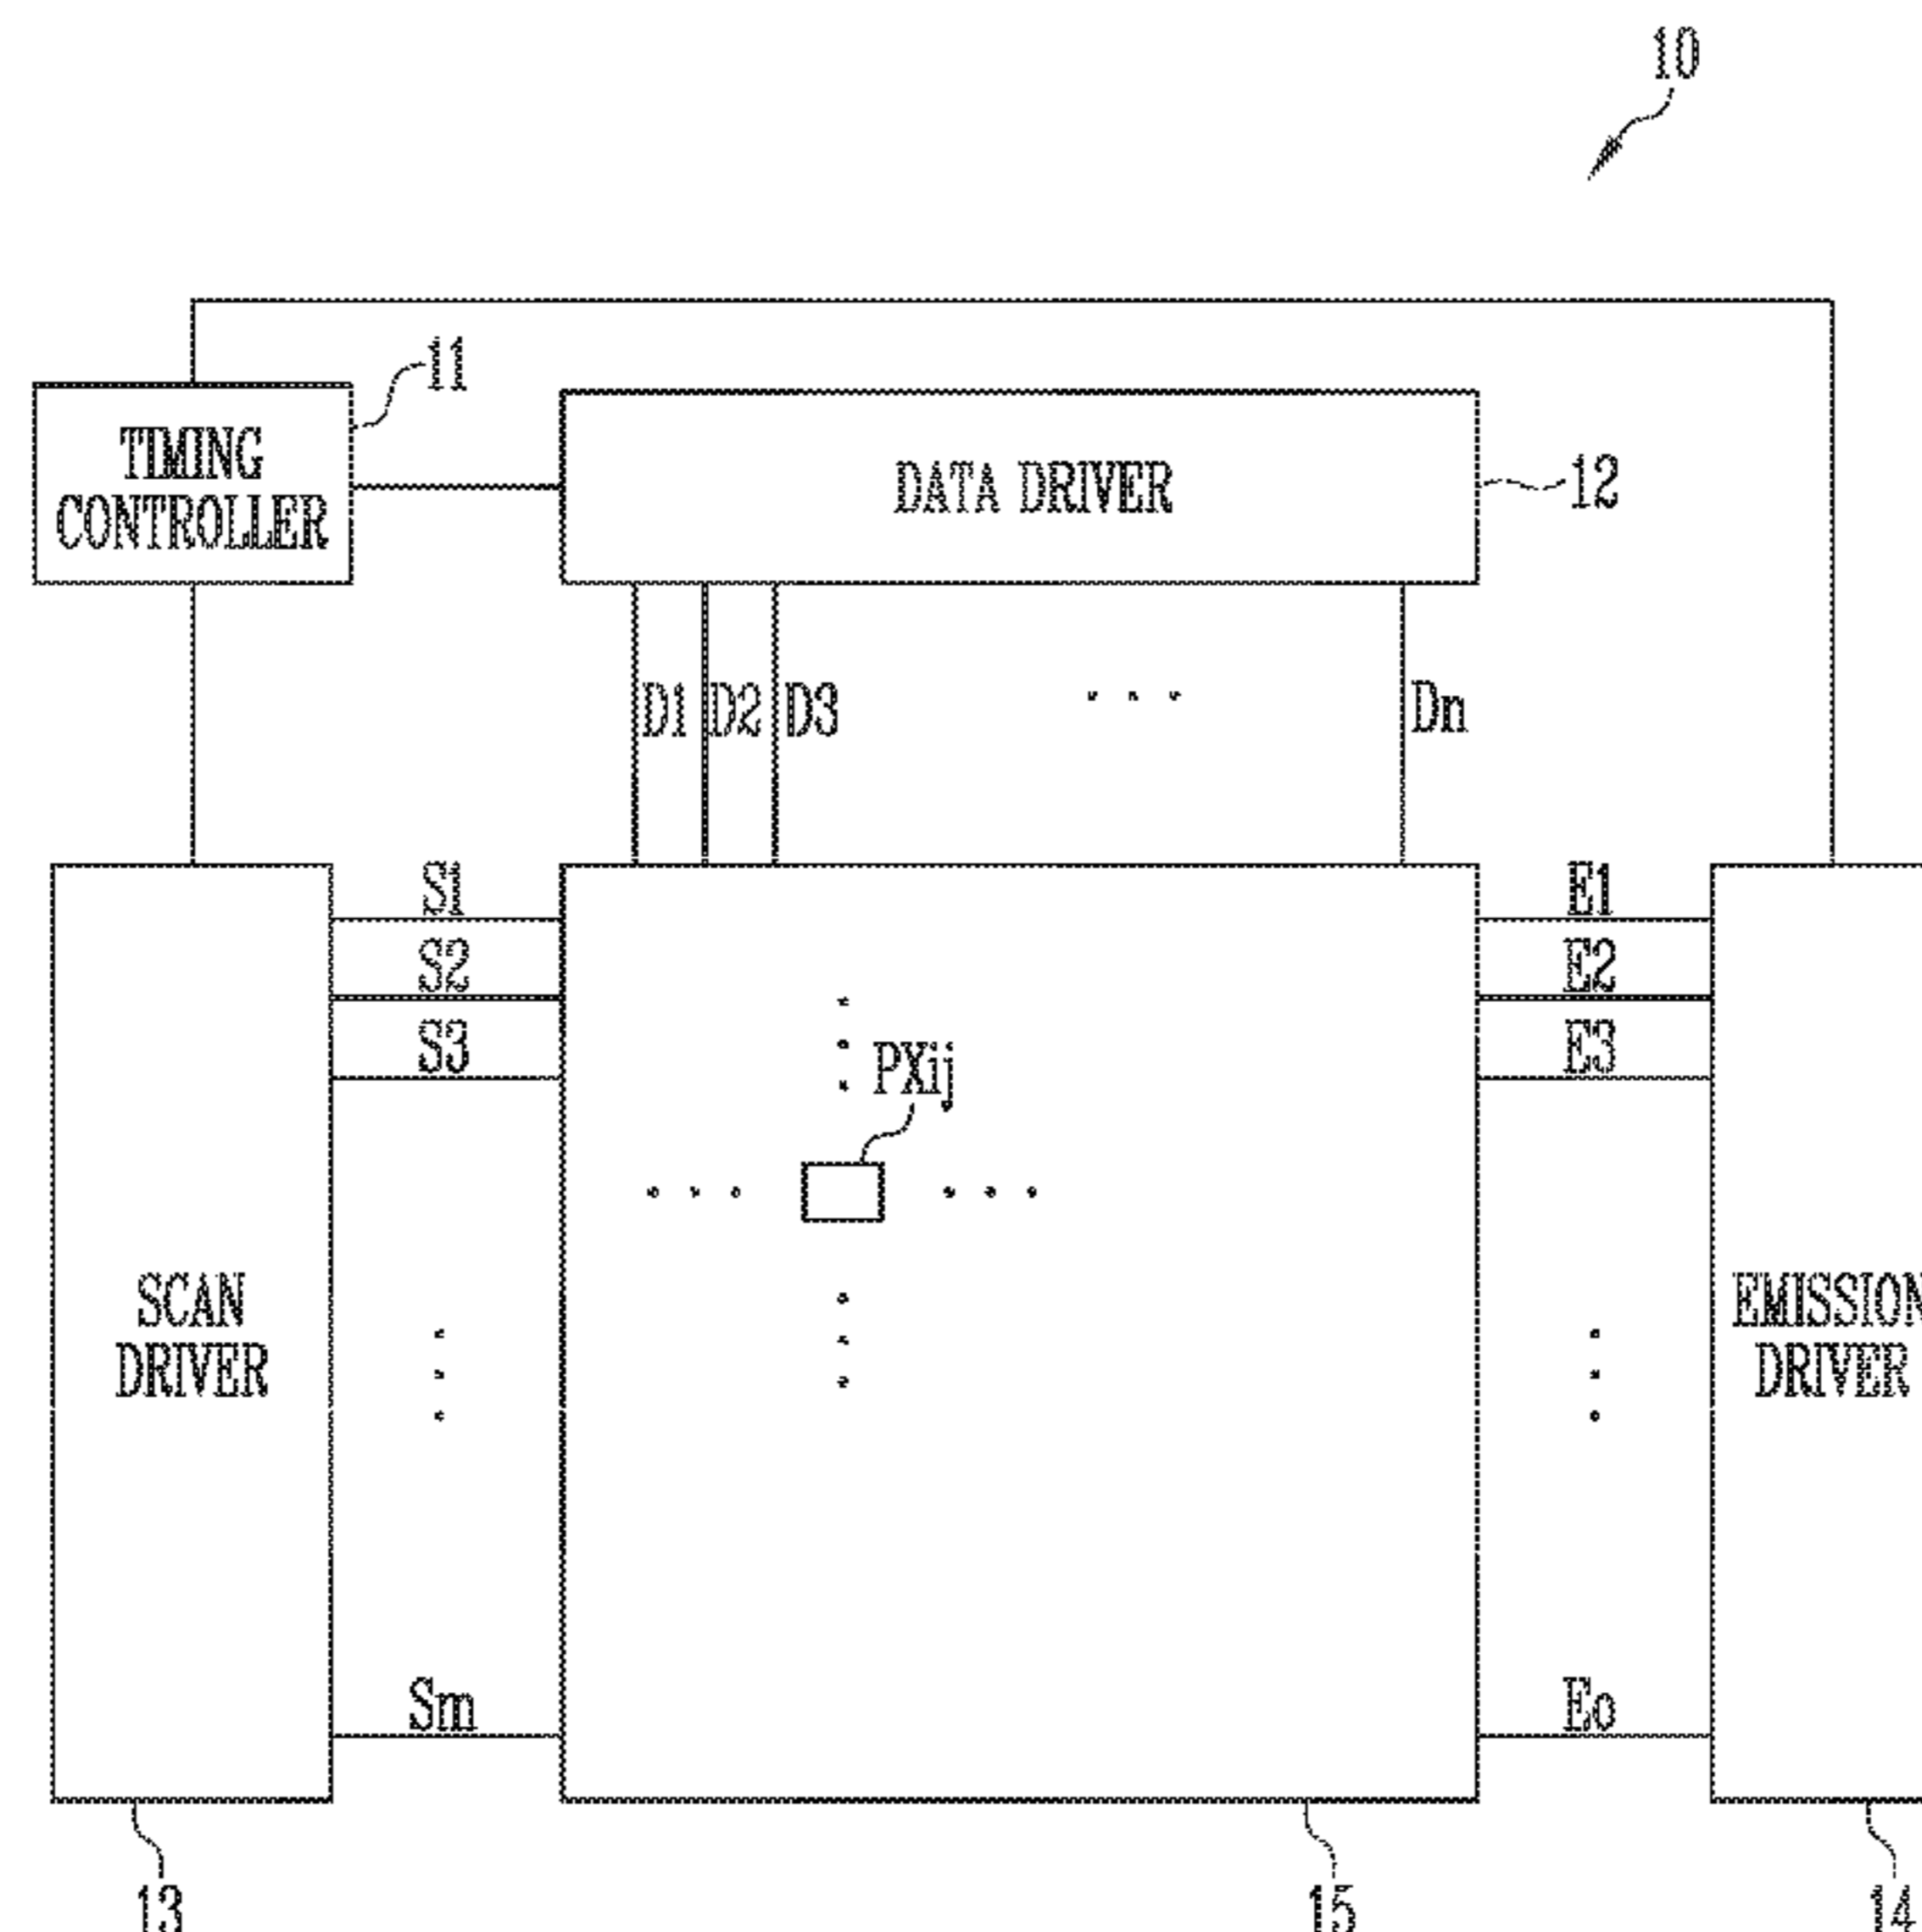 10
11
TIMING
CONTROLLER
DATA DRIVER
12
D1 D2 D3 Dn
S1
E1
S2
E2
S3
E3
PXij
SCAN
DRIVER
EMISSION
DRIVER
Sm
Eo
13
15
14